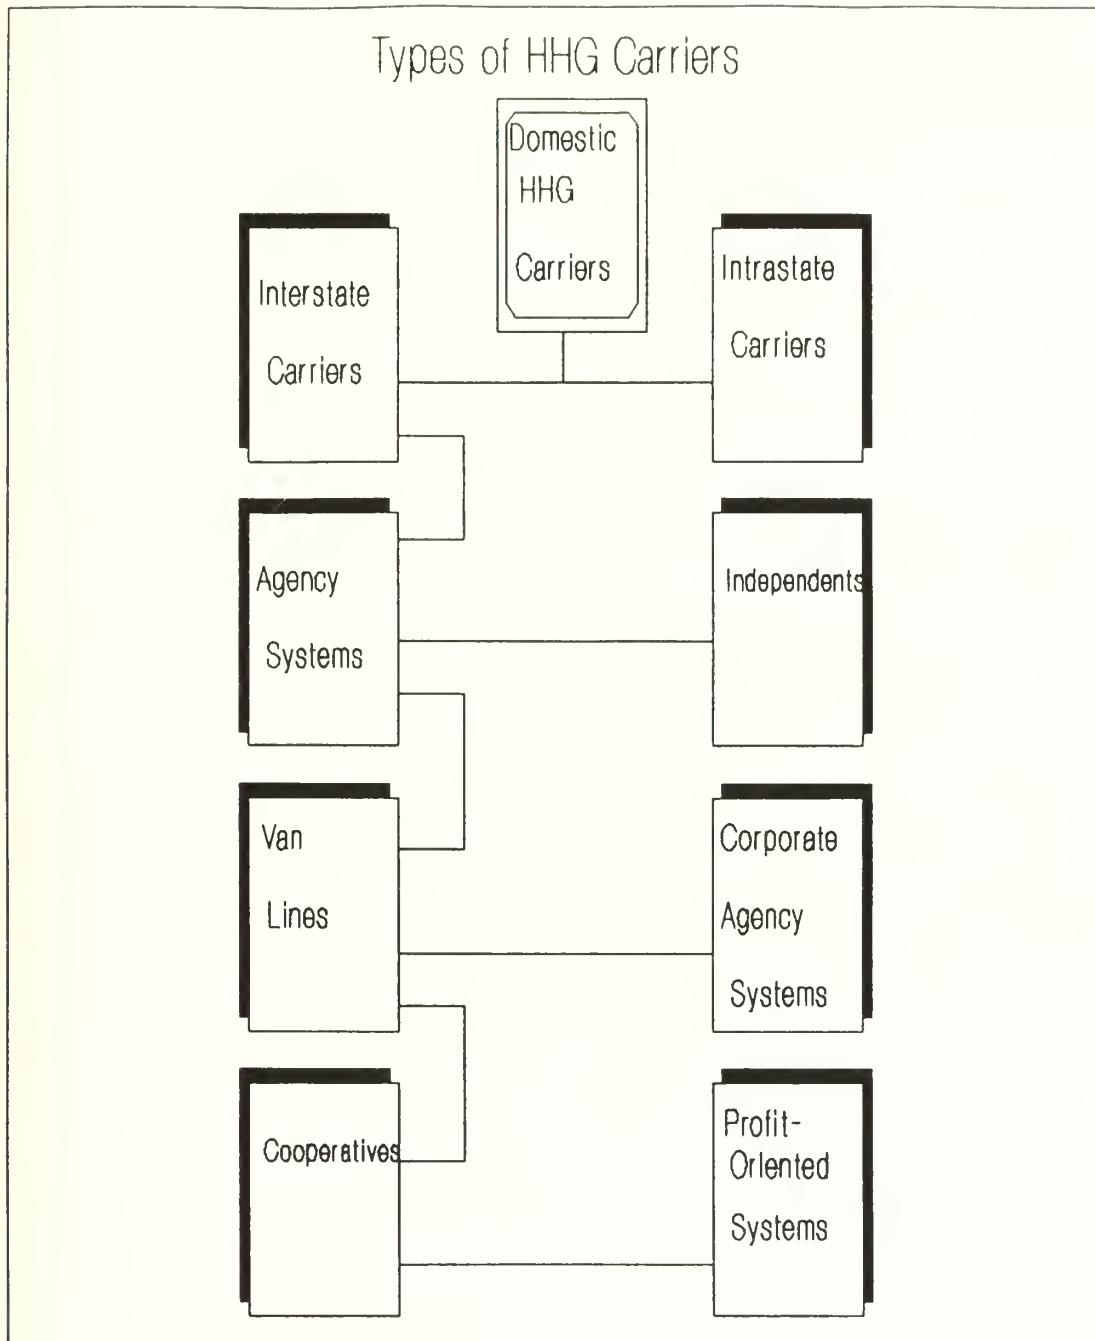 Types of HHG Carriers
Domestic
HHG
Carriers
Interstate
Carriers
Intrastate
Carriers
Agency
Systems
Independents
Van
Lines
Corporate
Agency
Systems
Cooperatives
Profit-
Oriented
Systems